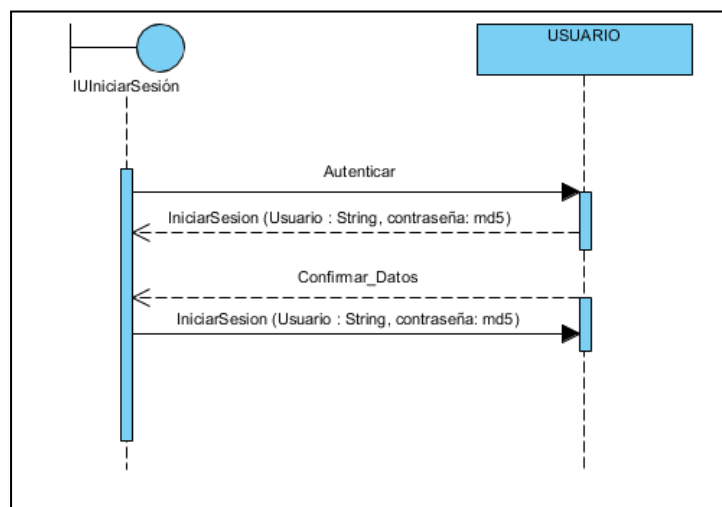 USUARIO
IUIniciarSesión
Autenticar
IniciarSesion (Usuario : String, contraseña: md5)
Confirmar_Datos
IniciarSesion (Usuario : String, contraseña: md5)